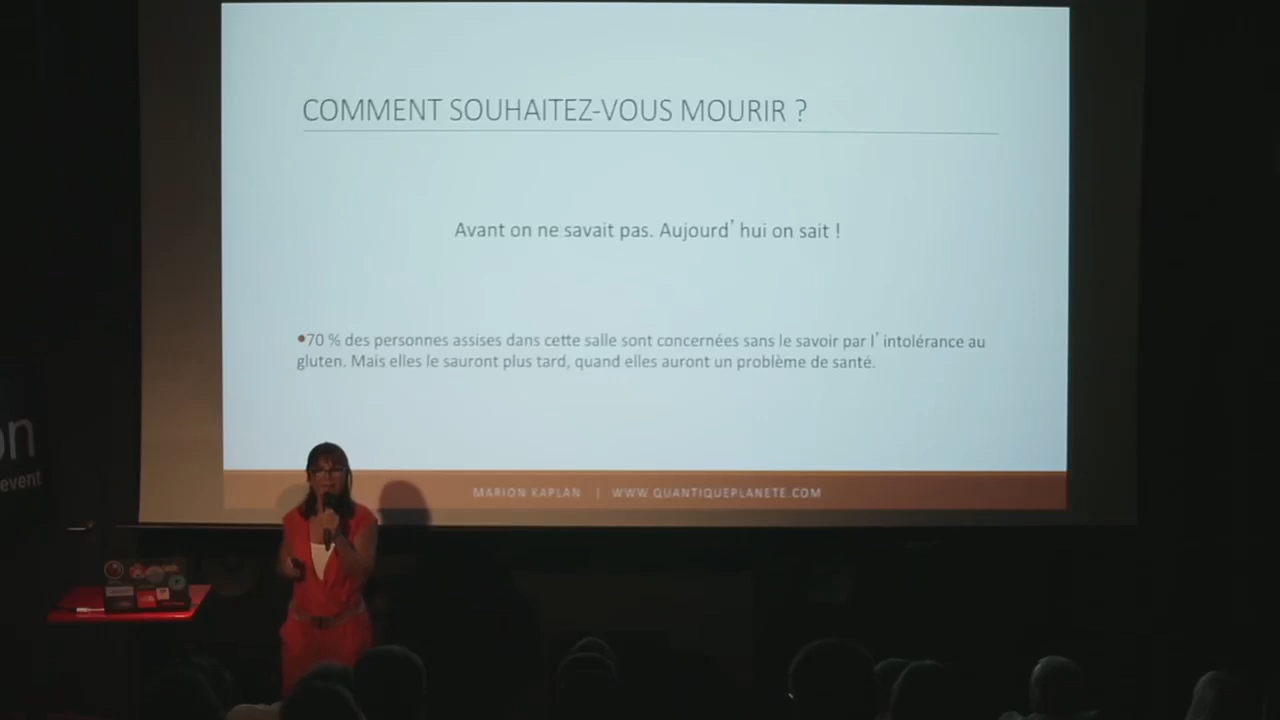 COMMENT SOUHAITEZ-VOUS MOURIR ?
Avant on ne savait pas. Aujourd’ hui on sait !
•70 % des personnes assises dans cette salle sont concernées sans le savoir par l’ intolérance au
gluten. Mais elles le sauront plus tard, quand elles auront un problème de santé.
MARION KAPLAN | WWW.QUANTIQUEPLANETE.COM
on
event